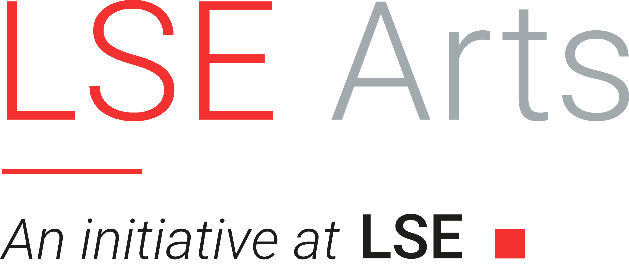 LSE Arts
An initiative at LSE